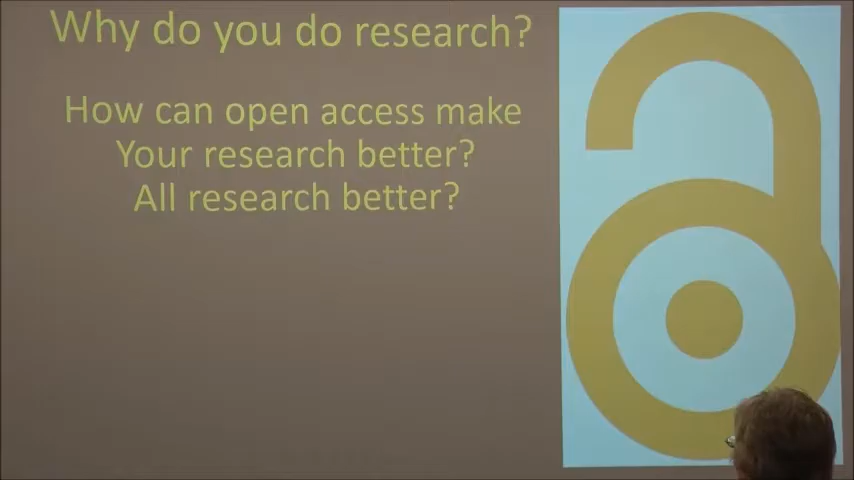 Why do you do research?
How can open access make
Your research better?
All research better?